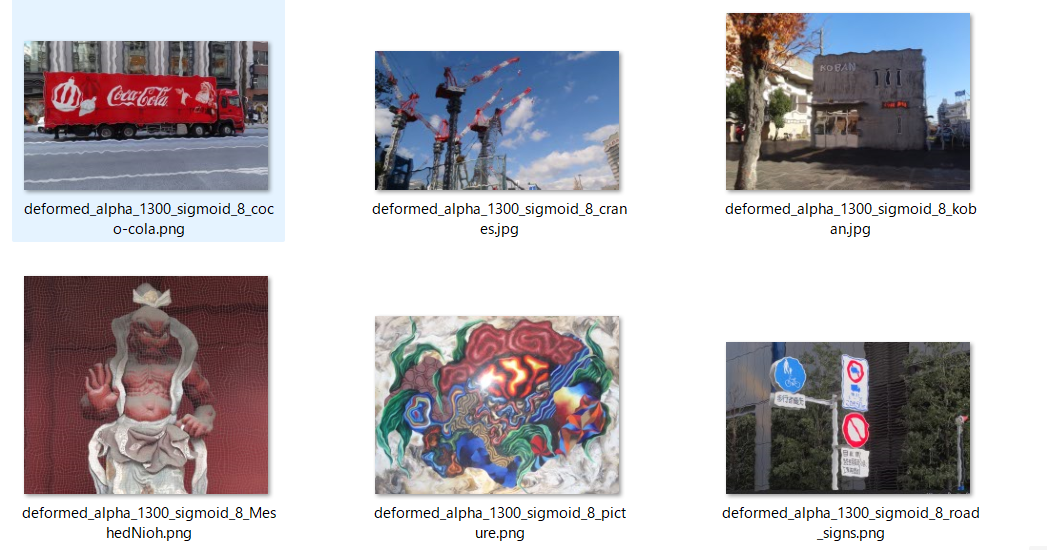 Coca-Cola
KOBAN
deformed_alpha_1300_sigmoid_8_coc
o-cola.png
deformed_alpha_1300_sigmoid_8_cran
es.jpg
deformed_alpha_1300_sigmoid_8_kob
an.jpg
deformed_alpha_1300_sigmoid_8_Mes
hedNioh.png
deformed_alpha_1300_sigmoid_8_pict
ure.png
deformed_alpha_1300_sigmoid_8_road
_signs.png